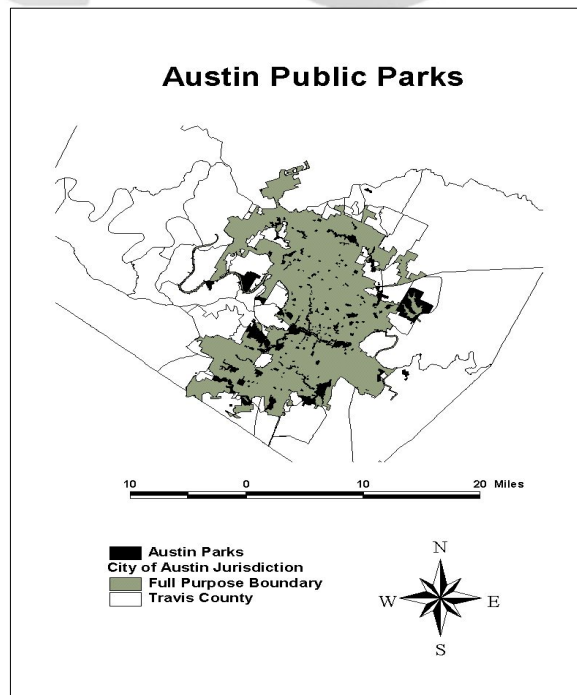 Austin Public Parks
10 0 10 20 Miles
Austin Parks
City of Austin Jurisdiction
Full Purpose Boundary
Travis County
N
W E
S